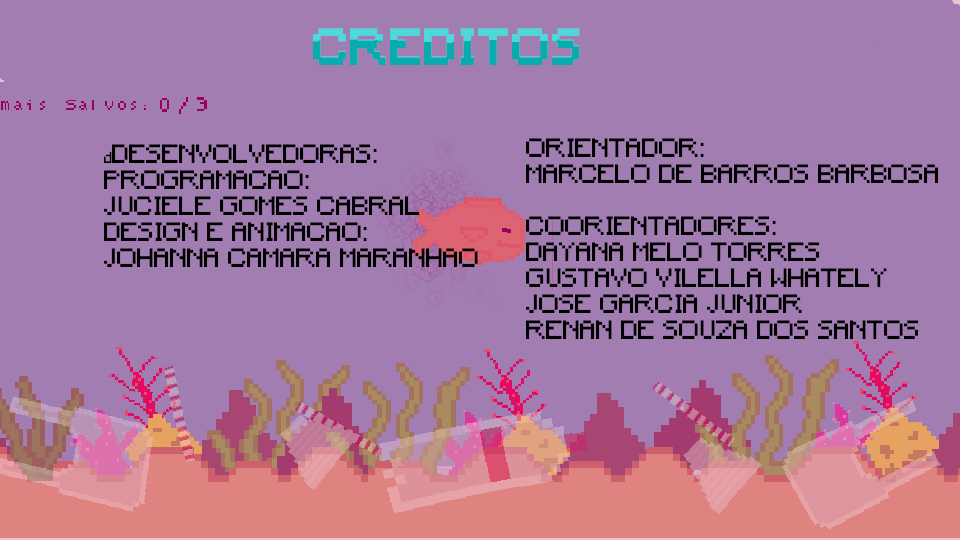 CREDITOS
mais Salvos: 0/3
dDESENVOLVEDORAS:
PROGRAMACAO:
JUCIELE GOMES CABRAL
DESIGN E ANIMACAO:
JOHANNA CAMARA MARANHAO
ORIENTADOR:
MARCELO DE BARROS BARBOSA
COORIENTADORES:
DAYANA MELO TORRES
GUSTAVO VILELLA WHATELY
JOSE GARCIA JUNIOR
RENAN DE SOUZA DOS SANTOS